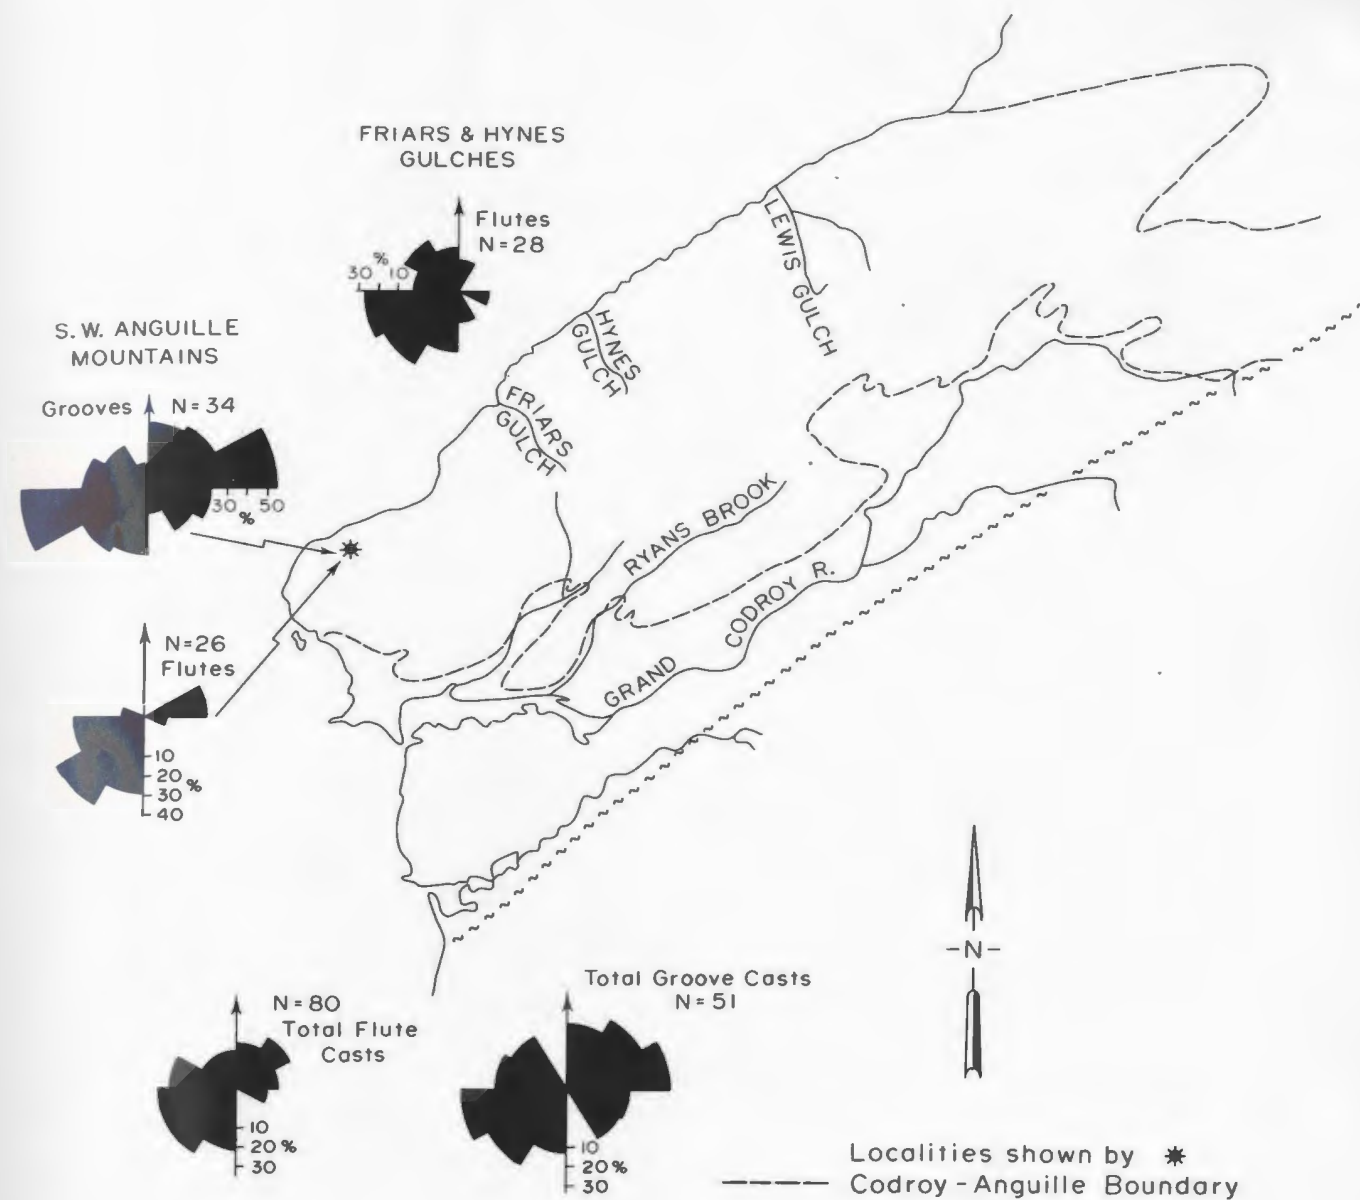 FRIARS & HYNES
GULCHES
Flutes
N=28
%
30 10
S. W. ANGUILLE
MOUNTAINS
Grooves N=34
30 50
%
N=26
Flutes
10
20 %
30
40
LEWIS GULCH
HYNES
GULCH
FRIARS
GULCH
RYANS BROOK
GRAND CODROY R.
-N-
N=80
Total Flute
Casts
10
20 %
30
Total Groove Casts
N=51
10
20%
30
Localities shown by
Codroy-Anguille Boundary